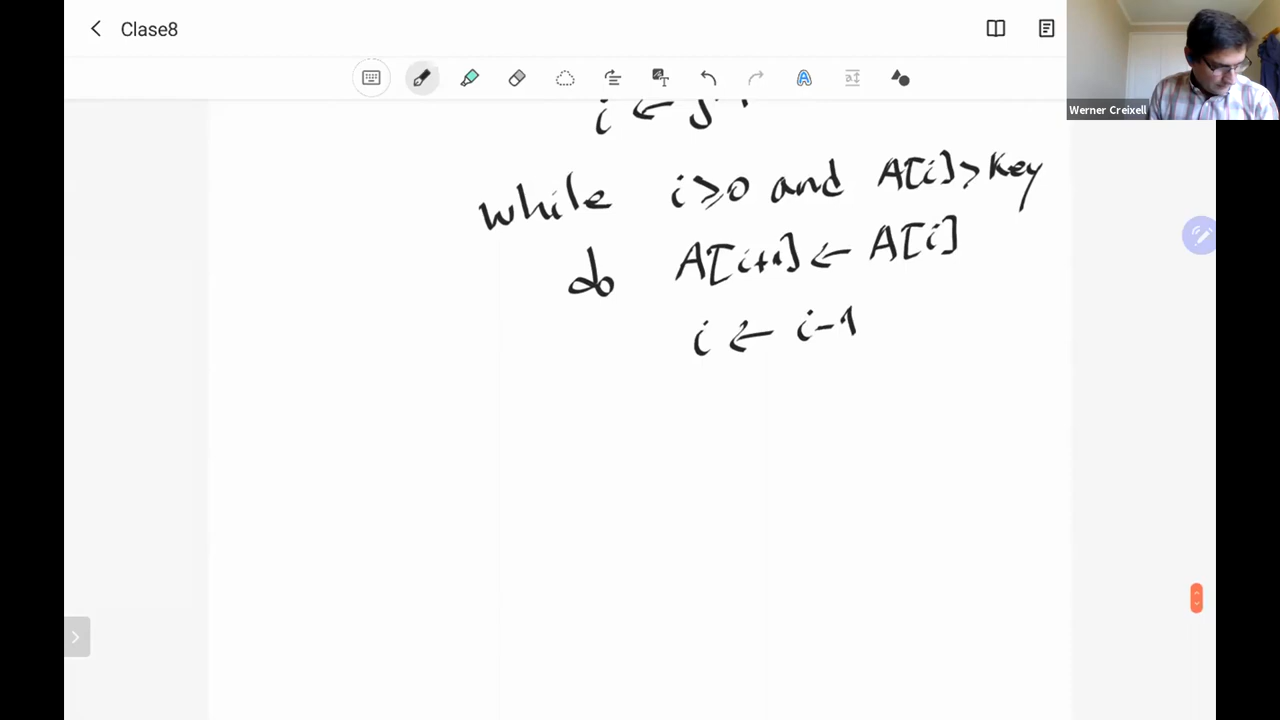 Clase8
Werner Creixell
i ←
while i ≥ 0 and A[i] > key
do A[i+1] ← A[i]
i ← i-1